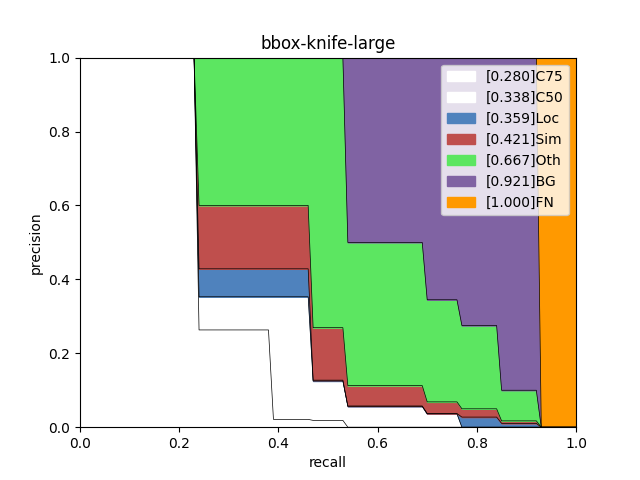 bbox-knife-large
1.0
0.8
0.6
0.4
0.2
0.0
precision
[0.280]C75
[0.338]C50
[0.359]Loc
[0.421]Sim
[0.667]Oth
[0.921]BG
[1.000]FN
0.0 0.2 0.4 0.6 0.8 1.0
recall